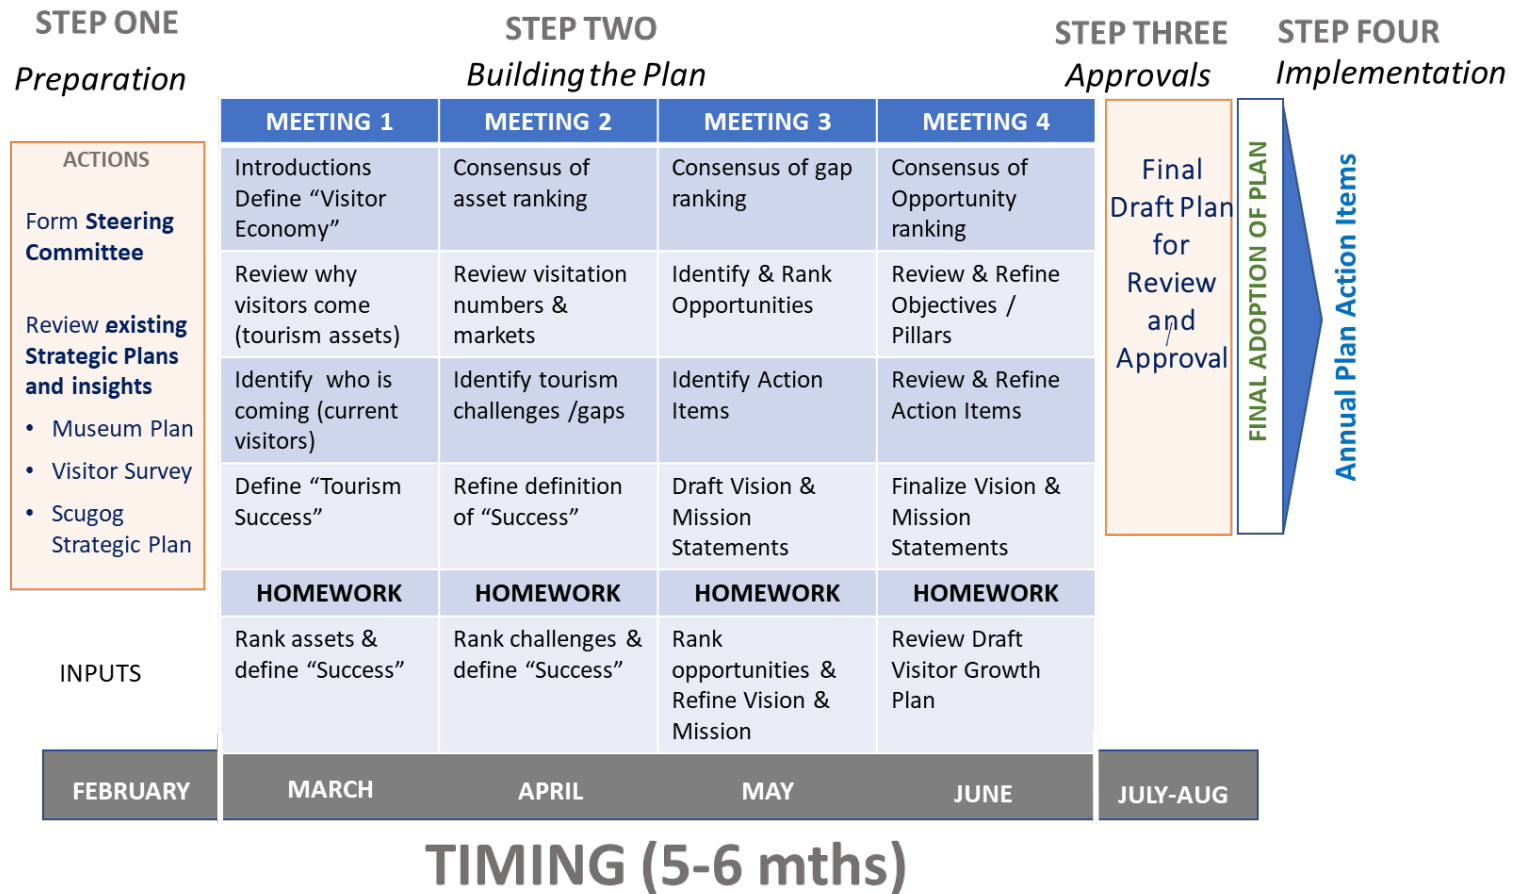 STEP ONE
Preparation
STEP TWO
Building the Plan
STEP THREE
Approvals
STEP FOUR
Implementation
ACTIONS
Form Steering
Committee
Review existing
Strategic Plans
and insights
• Museum Plan
• Visitor Survey
• Scugog
Strategic Plan
INPUTS
MEETING 1
MEETING 2
MEETING 3
MEETING 4
Introductions
Define “Visitor
Economy”
Consensus of
asset ranking
Consensus of gap
ranking
Consensus of
Opportunity
ranking
Review why
visitors come
(tourism assets)
Review visitation
numbers &
markets
Identify & Rank
Opportunities
Review & Refine
Objectives /
Pillars
Identify who is
coming (current
visitors)
Identify tourism
challenges /gaps
Identify Action
Items
Review & Refine
Action Items
Define “Tourism
Success”
Refine definition
of “Success”
Draft Vision &
Mission
Statements
Finalize Vision &
Mission
Statements
HOMEWORK
HOMEWORK
HOMEWORK
HOMEWORK
Rank assets &
define “Success”
Rank challenges &
define “Success”
Rank
opportunities &
Refine Vision &
Mission
Review Draft
Visitor Growth
Plan
Final
Draft Plan
for
Review
and
/
Approval
FINAL ADOPTION OF PLAN
Annual Plan Action Items
FEBRUARY
MARCH
APRIL
MAY
JUNE
JULY-AUG
TIMING (5-6 mths)